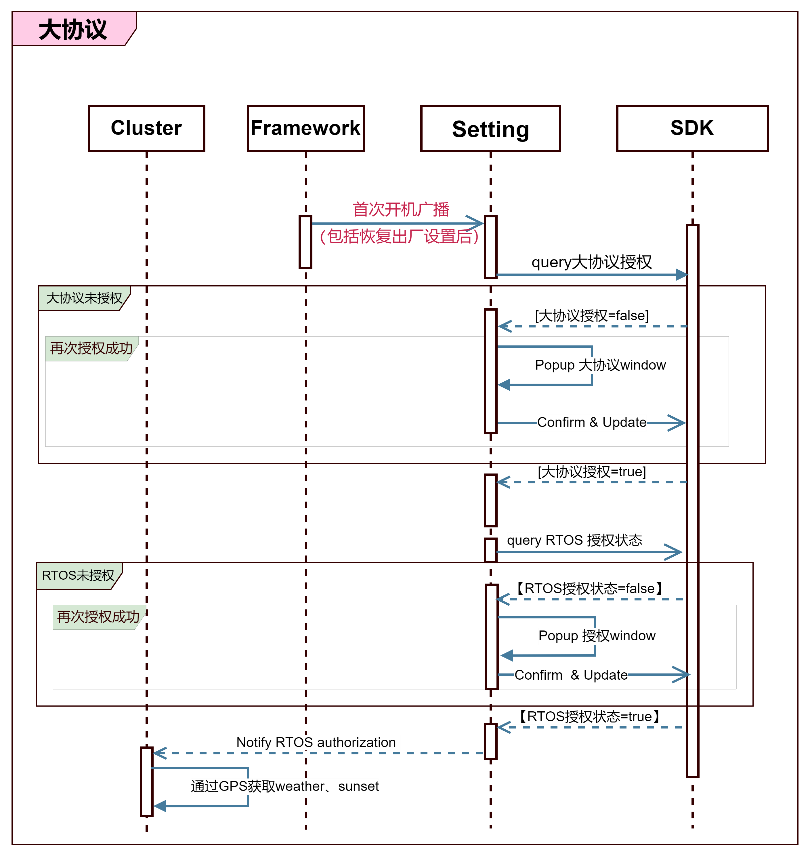 大协议
Cluster
Framework
Setting
SDK
首次开机广播
（包括恢复出厂设置后）
query大协议授权
大协议未授权
[大协议授权=false]
再次授权成功
Popup 大协议window
Confirm & Update
[大协议授权=true]
query RTOS 授权状态
RTOS未授权
【RTOS授权状态=false】
再次授权成功
Popup 授权window
Confirm & Update
【RTOS授权状态=true】
Notify RTOS authorization
通过GPS获取weather、sunset